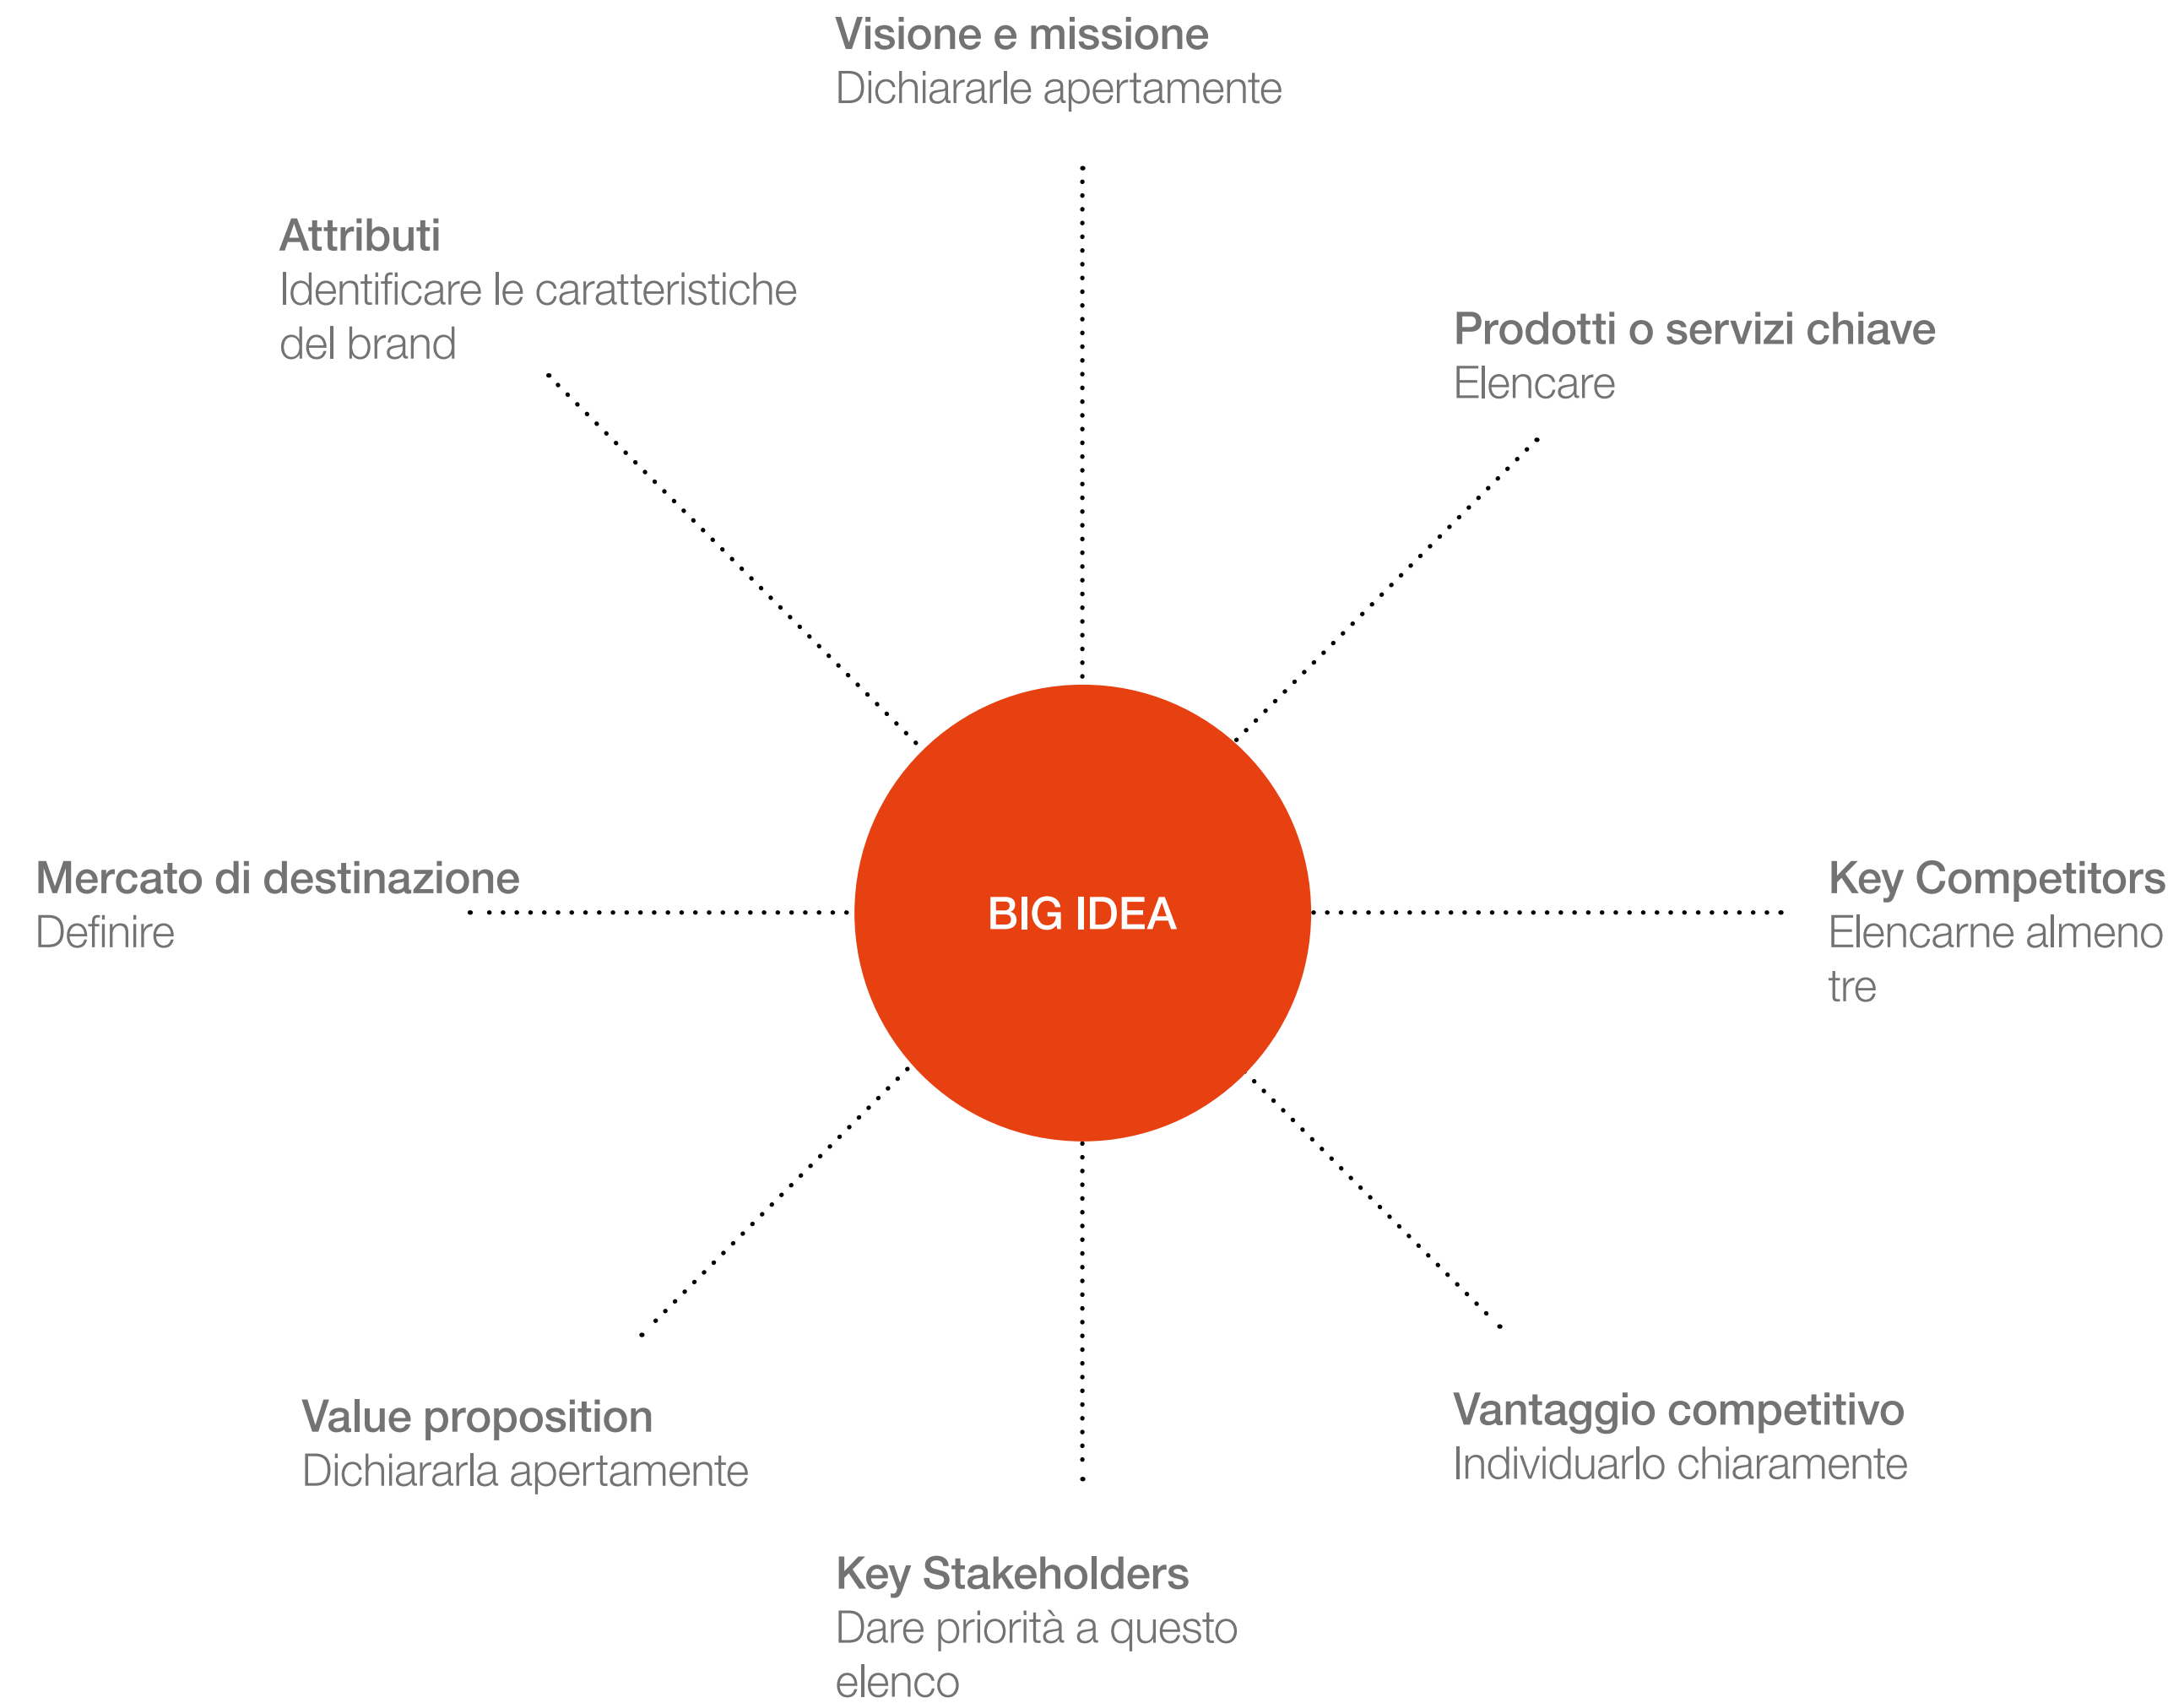 Visione e missione
Dichiararle apertamente
Attributi
Identificare le caratteristiche
del brand
Prodotti o servizi chiave
Elencare
Mercato di destinazione
Definire
BIG IDEA
Key Competitors
Elencarne almeno
tre
Value proposition
Dichiararla apertamente
Vantaggio competitivo
Individuarlo chiaramente
Key Stakeholders
Dare priorità a questo
elenco